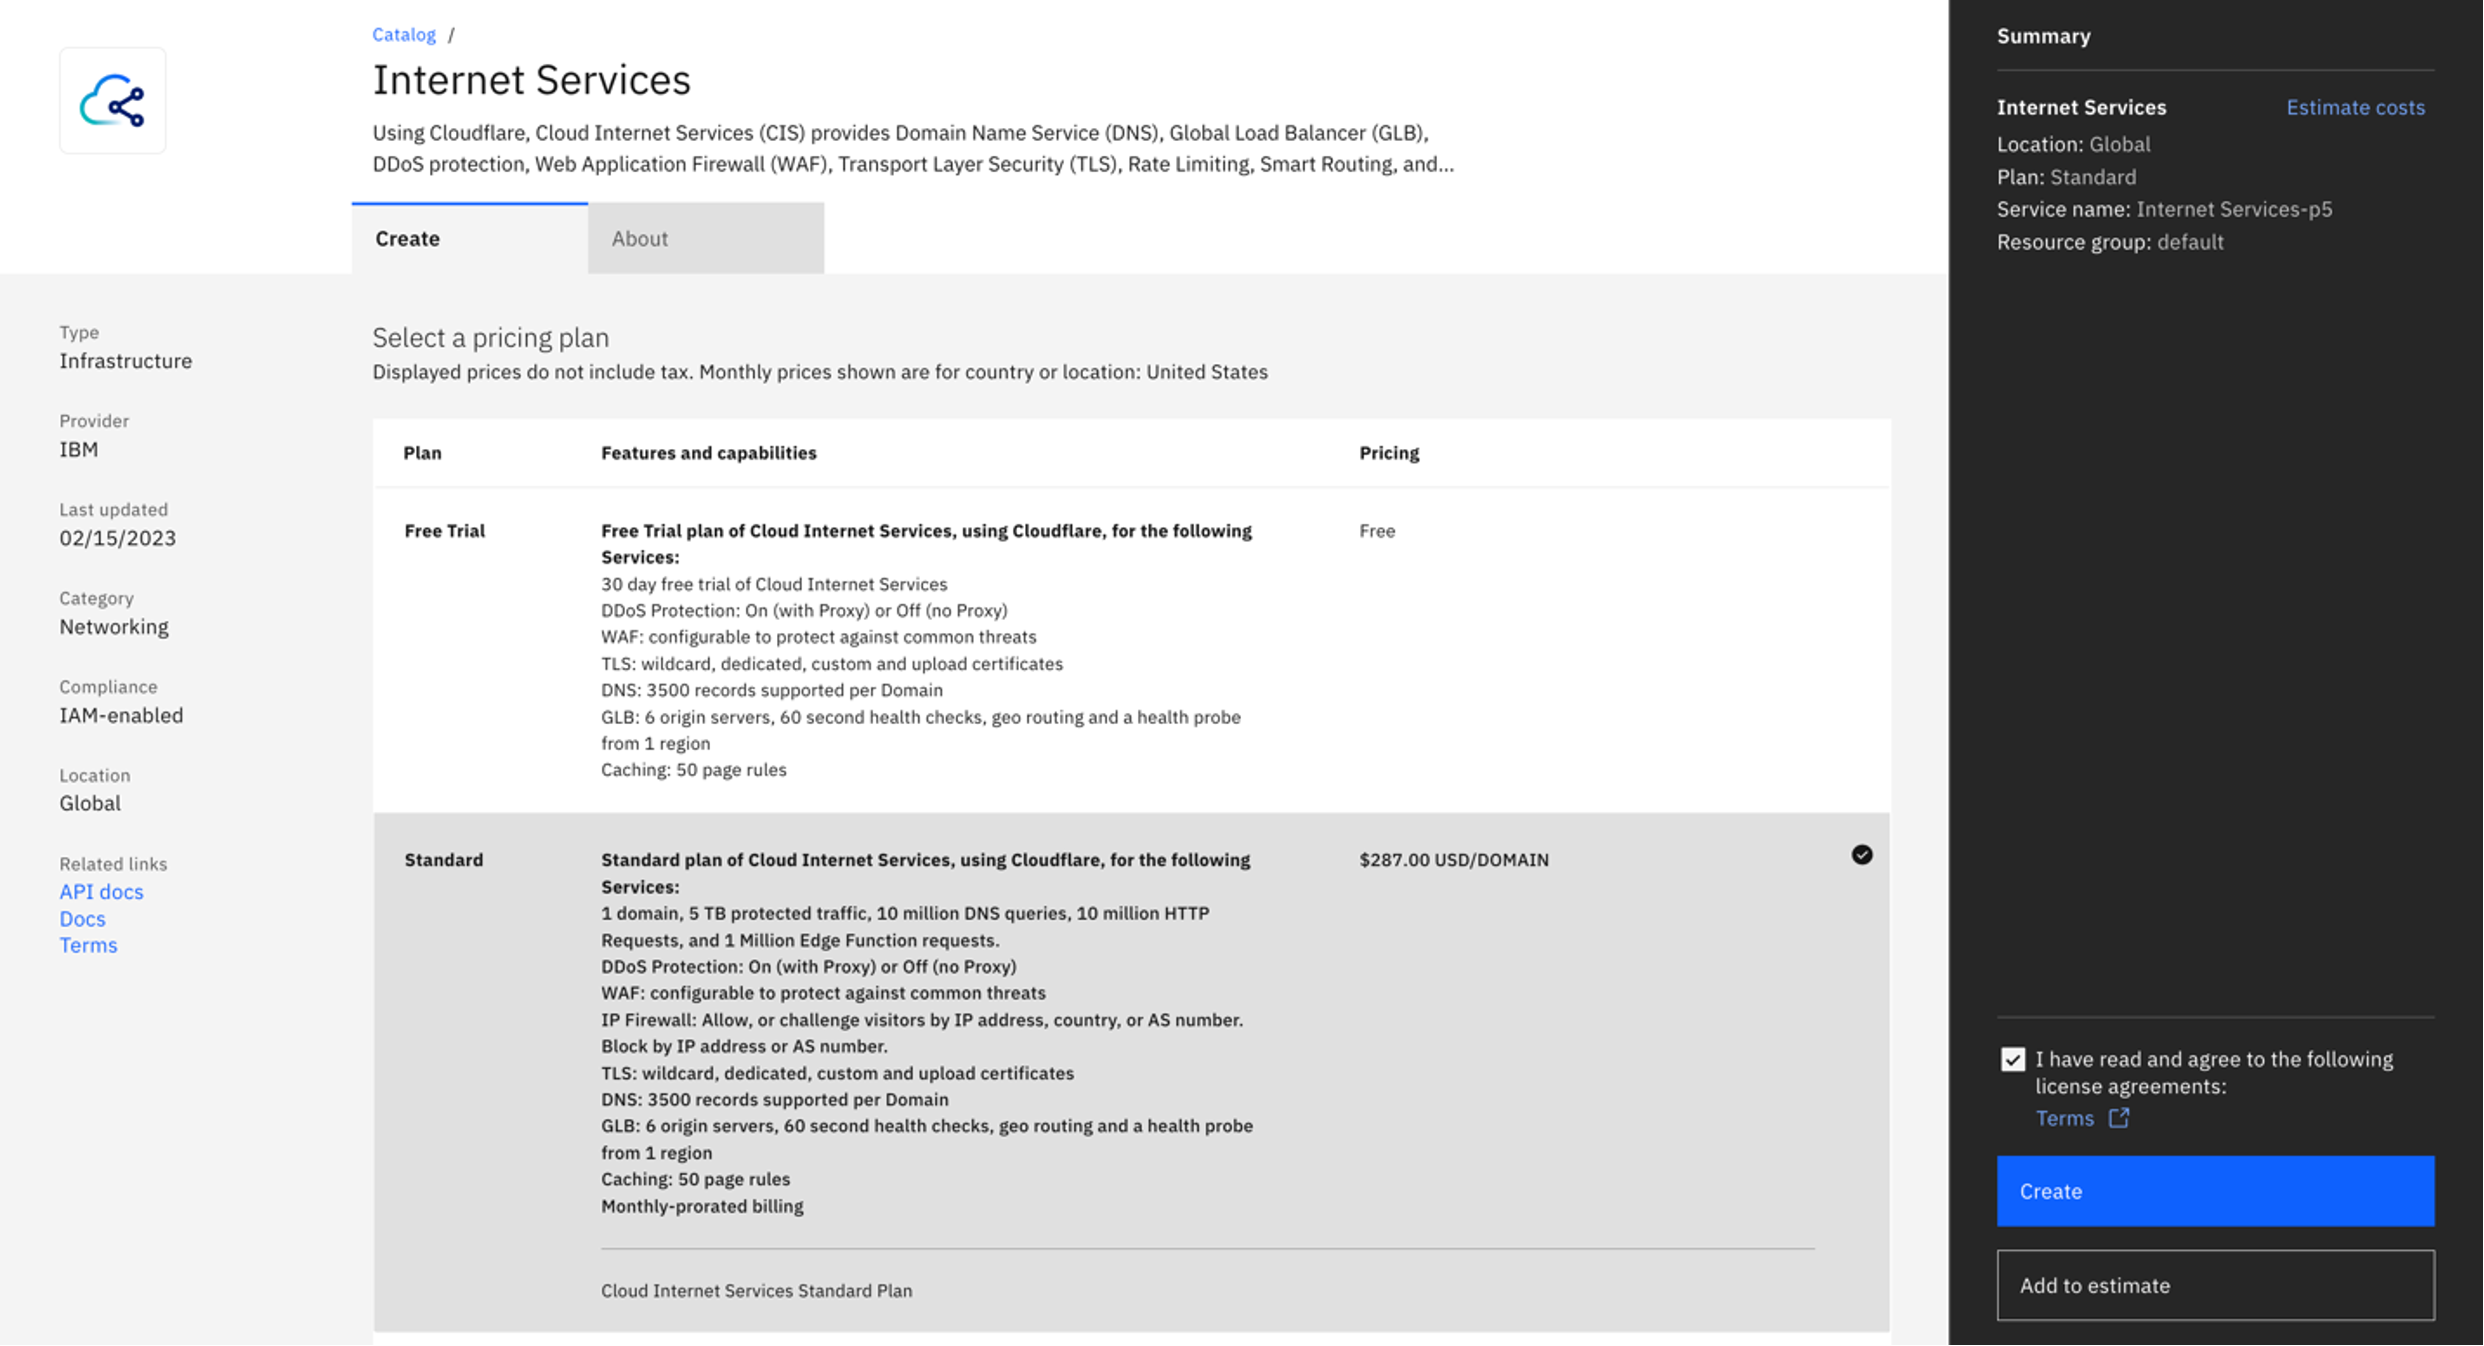 Catalog /
Internet Services
Using Cloudflare, Cloud Internet Services (CIS) provides Domain Name Service (DNS), Global Load Balancer (GLB),
DDoS protection, Web Application Firewall (WAF), Transport Layer Security (TLS), Rate Limiting, Smart Routing, and...
Create
About
Type
Infrastructure
Provider
IBM
Last updated
02/15/2023
Category
Networking
Compliance
IAM-enabled
Location
Global
Related links
API docs
Docs
Terms
Select a pricing plan
Displayed prices do not include tax. Monthly prices shown are for country or location: United States
Plan
Features and capabilities
Pricing
Free Trial
Free Trial plan of Cloud Internet Services, using Cloudflare, for the following
Services:
30 day free trial of Cloud Internet Services
DDoS Protection: On (with Proxy) or Off (no Proxy)
WAF: configurable to protect against common threats
TLS: wildcard, dedicated, custom and upload certificates
DNS: 3500 records supported per Domain
GLB: 6 origin servers, 60 second health checks, geo routing and a health probe
from 1 region
Caching: 50 page rules
Free
Standard
Standard plan of Cloud Internet Services, using Cloudflare, for the following
Services:
1 domain, 5 TB protected traffic, 10 million DNS queries, 10 million HTTP
Requests, and 1 Million Edge Function requests.
DDoS Protection: On (with Proxy) or Off (no Proxy)
WAF: configurable to protect against common threats
IP Firewall: Allow, or challenge visitors by IP address, country, or AS number.
Block by IP address or AS number.
TLS: wildcard, dedicated, custom and upload certificates
DNS: 3500 records supported per Domain
GLB: 6 origin servers, 60 second health checks, geo routing and a health probe
from 1 region
Caching: 50 page rules
Monthly-prorated billing
$287.00 USD/DOMAIN
Cloud Internet Services Standard Plan
Summary
Internet Services
Estimate costs
Location: Global
Plan: Standard
Service name: Internet Services-p5
Resource group: default
I have read and agree to the following
license agreements:
Terms
Create
Add to estimate